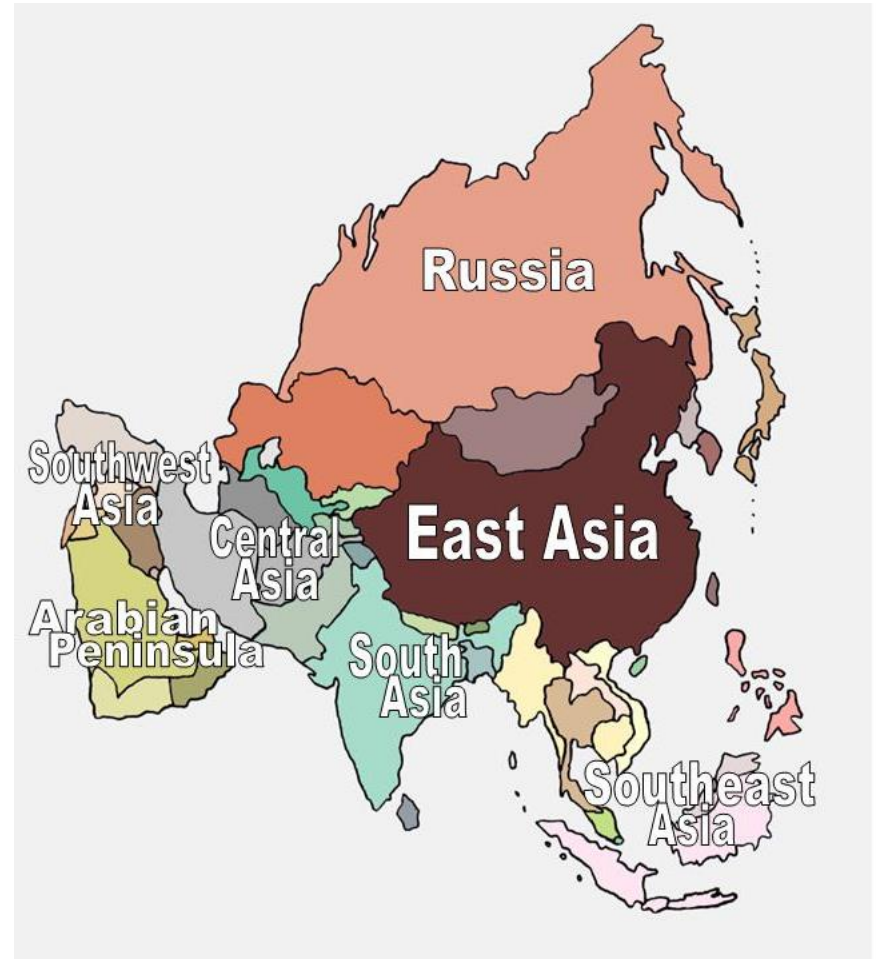 Russia
Southwest
Asia
East Asia
Central
Asia
Arabian
Peninsula
South
Asia
Southeast
Asia